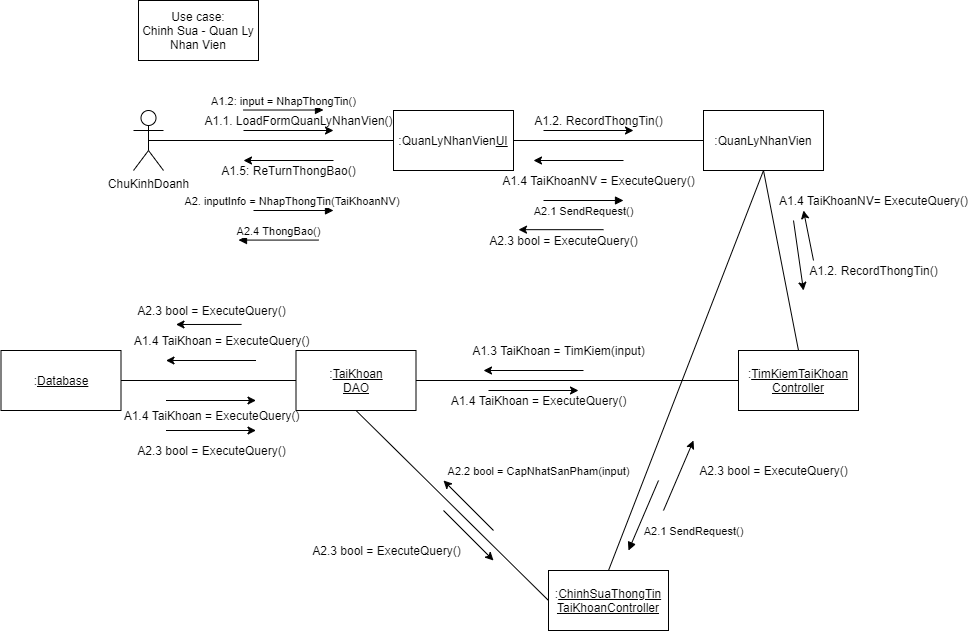 Use case:
Chinh Sua - Quan Ly
Nhan Vien
A1.2: input = NhapThongTin()
A1.1. LoadFormQuanLyNhanVien()
A1.2. RecordThongTin()
:QuanLyNhanVienUI
:QuanLyNhanVien
A1.5: ReTurnThongBao()
ChuKinhDoanh
A1.4 TaiKhoanNV = ExecuteQuery()
A2. inputInfo = NhapThongTin(TaiKhoanNV)
A2.1 SendRequest()
A1.4 TaiKhoanNV= ExecuteQuery()
A2.4 ThongBao()
A2.3 bool = ExecuteQuery()
A1.2. RecordThongTin()
A2.3 bool = ExecuteQuery()
A1.4 TaiKhoan = ExecuteQuery()
A1.3 TaiKhoan = TimKiem(input)
:Database
:TaiKhoan
DAO
:TimKiemTaiKhoan
Controller
A1.4 TaiKhoan = ExecuteQuery()
A1.4 TaiKhoan = ExecuteQuery()
A2.3 bool = ExecuteQuery()
A2.2 bool = CapNhatSanPham(input)
A2.3 bool = ExecuteQuery()
A2.1 SendRequest()
A2.3 bool = ExecuteQuery()
:ChinhSuaThongTin
TaiKhoanController